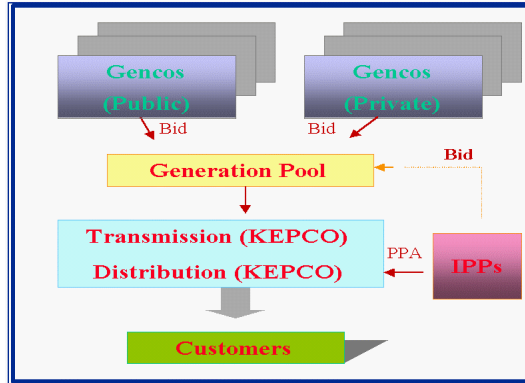 Gencos
(Public)
Gencos
(Private)
Bid
Bid
Generation Pool
Bid
Transmission (KEPCO)
Distribution (KEPCO)
PPA
IPPs
Customers